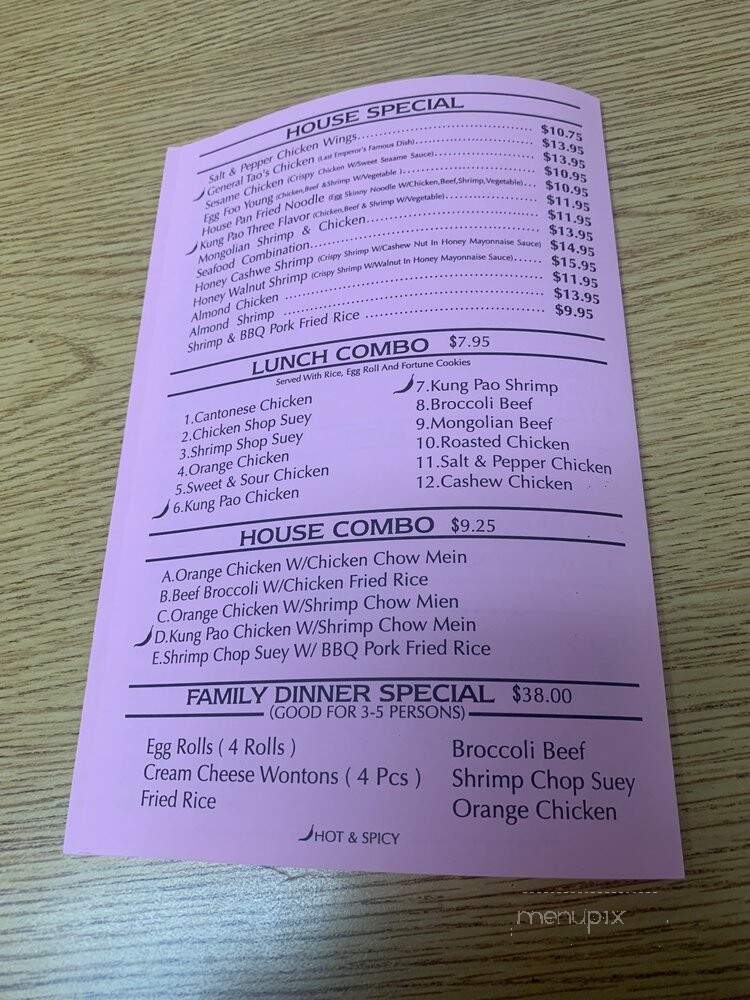 HOUSE SPECIAL
Salt & Pepper Chicken Wings $10.75
General Tao's Chicken (Last Emperor's Famous Dish) $13.95
Sesame Chicken (Crispy Chicken W/Sweet Seaame Sauce) $13.95
Egg Foo Young (Chicken,Beef &Shrimp W/Vegetable ) $10.95
House Pan Fried Noodle (Egg Skinny Noodle W/Chicken,Beef,Shrimp,Vegetable) $10.95
Kung Pao Three Flavor (Chicken,Beef & Shrimp W/Vegetable) $11.95
Mongolian Shrimp & Chicken $11.95
Seafood Combination $13.95
Honey Cashwe Shrimp (Crispy Shrimp W/Cashew Nut In Honey Mayonnaise Sauce) $14.95
Honey Walnut Shrimp (Crispy Shrimp W/Walnut In Honey Mayonnaise Sauce) $15.95
Almond Chicken $11.95
Almond Shrimp $13.95
Shrimp & BBQ Pork Fried Rice $9.95
LUNCH COMBO $7.95
Served With Rice, Egg Roll And Fortune Cookies
1.Cantonese Chicken
2.Chicken Shop Suey
3.Shrimp Shop Suey
4.Orange Chicken
5.Sweet & Sour Chicken
6.Kung Pao Chicken
7.Kung Pao Shrimp
8.Broccoli Beef
9.Mongolian Beef
10.Roasted Chicken
11.Salt & Pepper Chicken
12.Cashew Chicken
HOUSE COMBO $9.25
A.Orange Chicken W/Chicken Chow Mein
B.Beef Broccoli W/Chicken Fried Rice
C.Orange Chicken W/Shrimp Chow Mien
D.Kung Pao Chicken W/Shrimp Chow Mein
E.Shrimp Chop Suey W/ BBQ Pork Fried Rice
FAMILY DINNER SPECIAL $38.00
(GOOD FOR 3-5 PERSONS)
Egg Rolls ( 4 Rolls )
Cream Cheese Wontons ( 4 Pcs )
Fried Rice
Broccoli Beef
Shrimp Chop Suey
Orange Chicken
HOT & SPICY
menupix